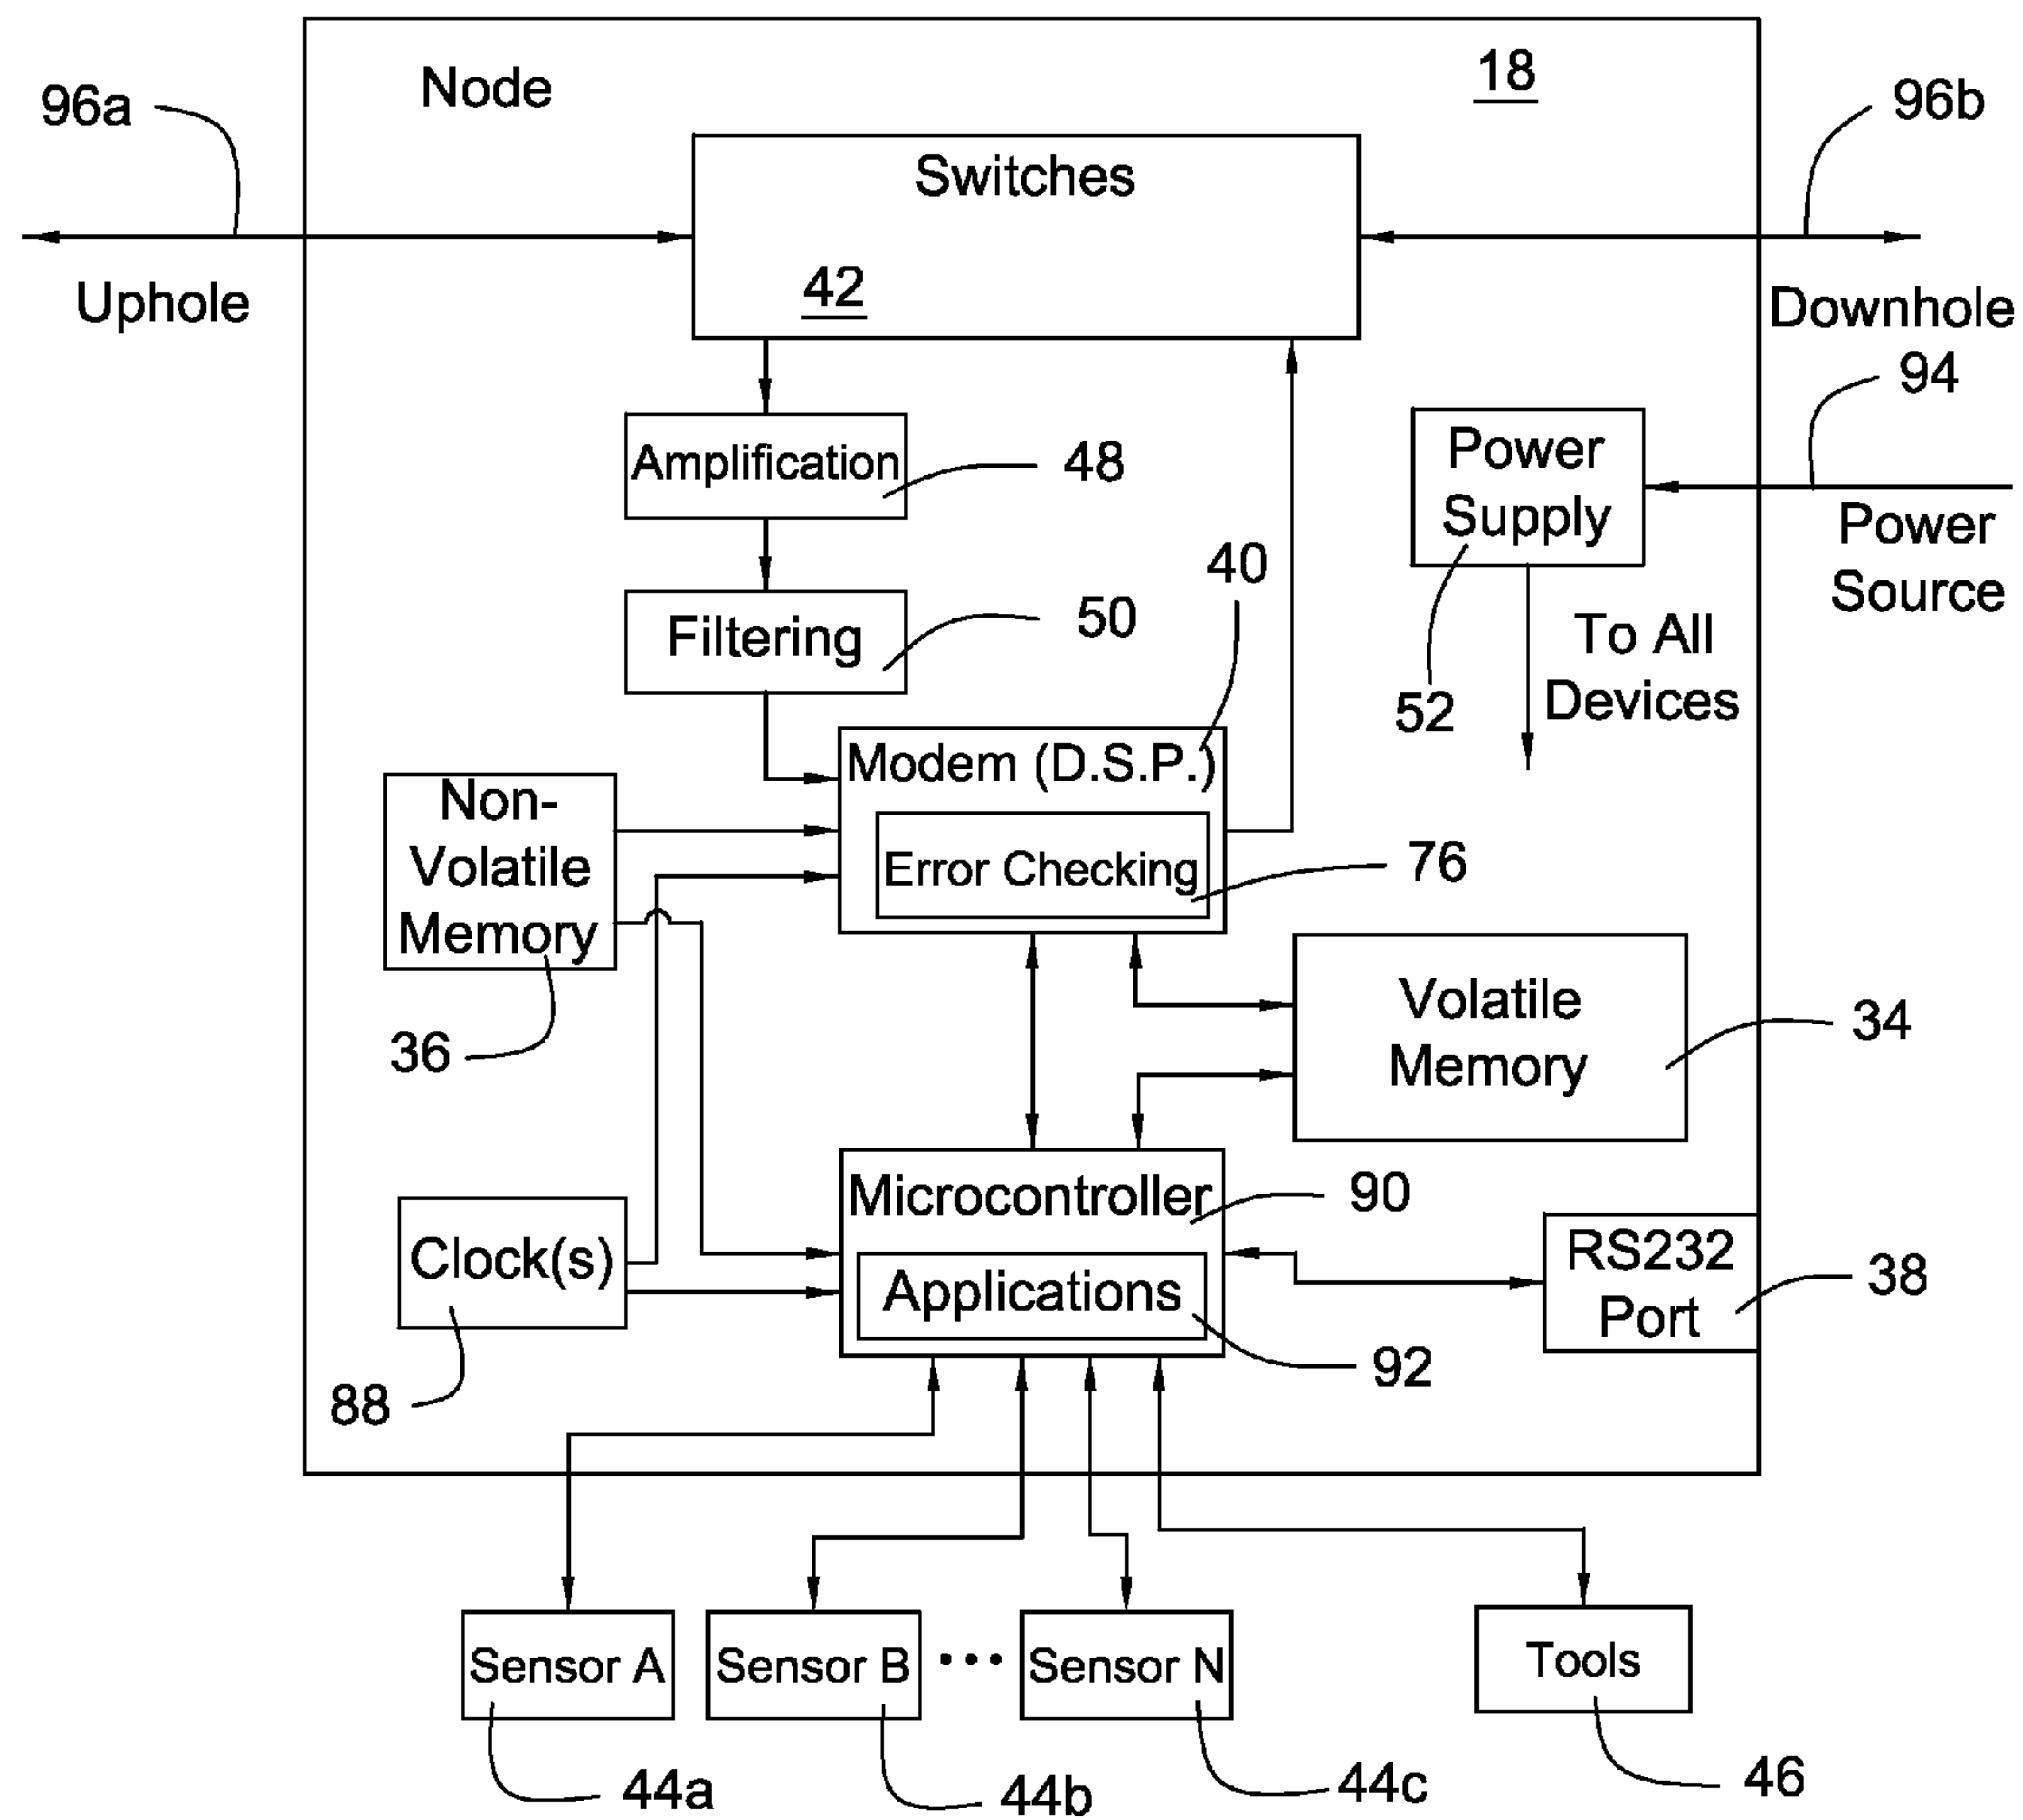 Node
18
96a
96b
Switches
42
Uphole
Downhole
94
Amplification
48
Power
Supply
Power
Source
40
Filtering
50
To All
Devices
52
Modem (D.S.P.)
Non-
Volatile
Memory
Error Checking
76
36
Volatile
Memory
34
Microcontroller
90
Clock(s)
Applications
92
RS232
Port
38
88
Sensor A
Sensor B
•••
Sensor N
Tools
44a
44b
44c
46